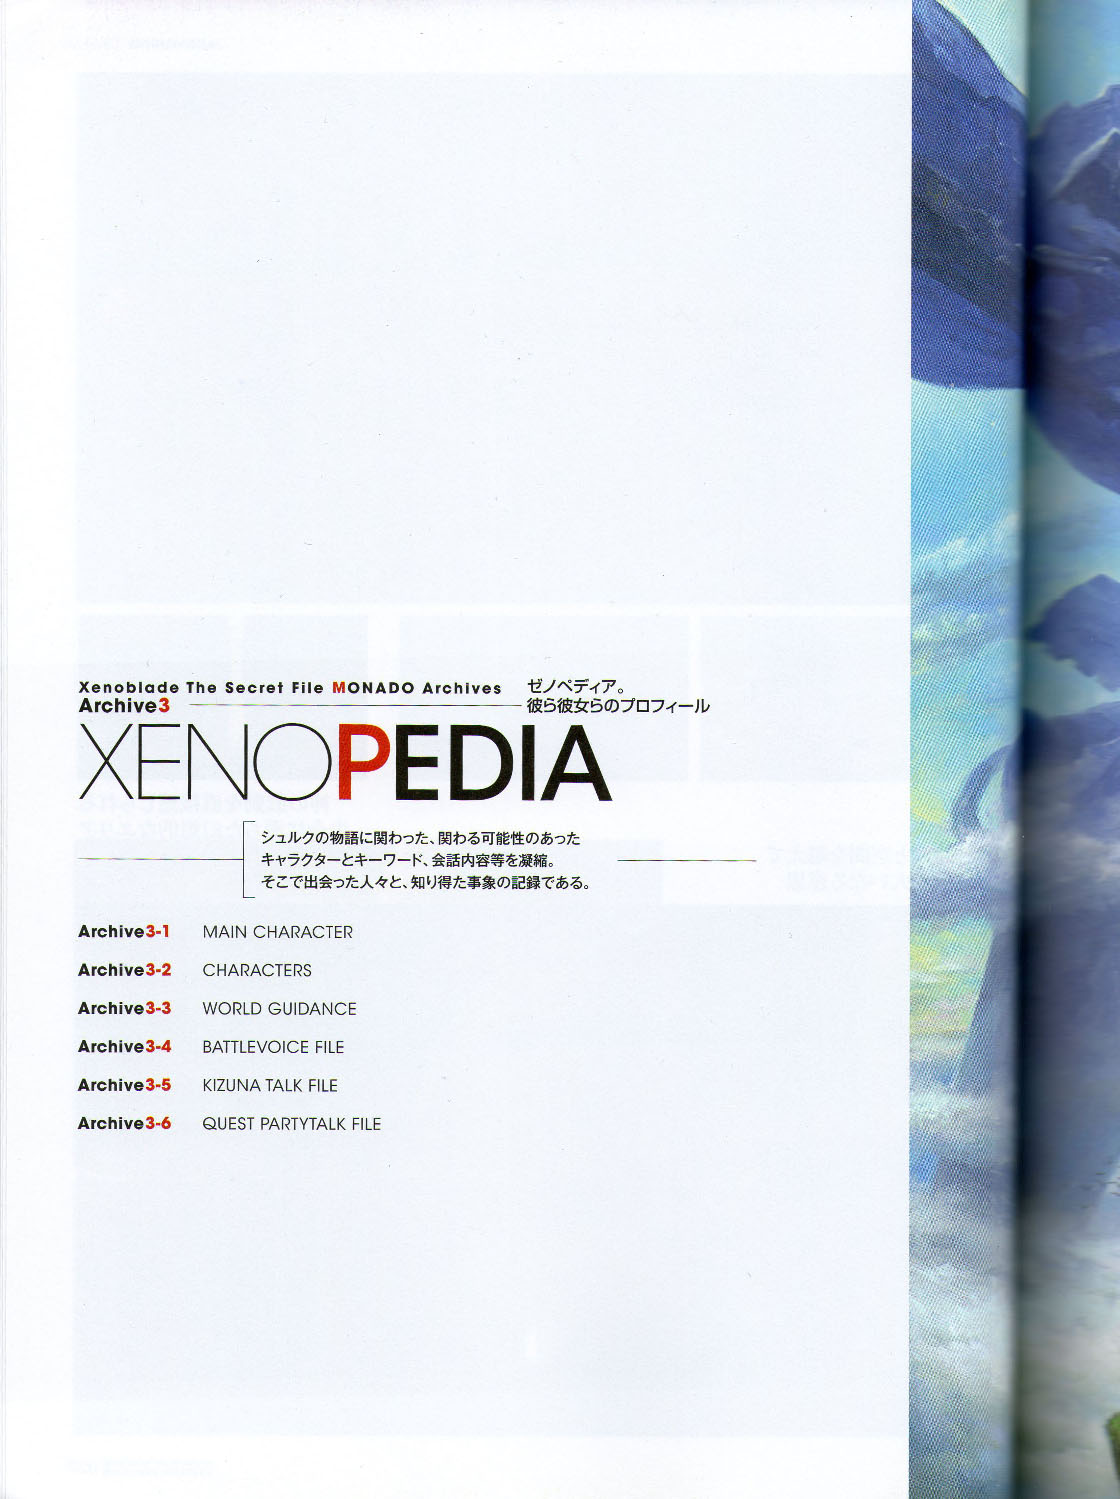 Xenoblade The Secret File MONADO Archives
Archive3
ゼノペディア。
彼ら彼女らのプロフィール
XENOPEDIA
シュルクの物語に関わった、関わる可能性のあった
キャラクターとキーワード、会話内容等を凝縮。
そこで出会った人々と、知り得た事象の記録である。
Archive3-1 MAIN CHARACTER
Archive3-2 CHARACTERS
Archive3-3 WORLD GUIDANCE
Archive3-4 BATTLEVOICE FILE
Archive3-5 KIZUNA TALK FILE
Archive3-6 QUEST PARTYTALK FILE